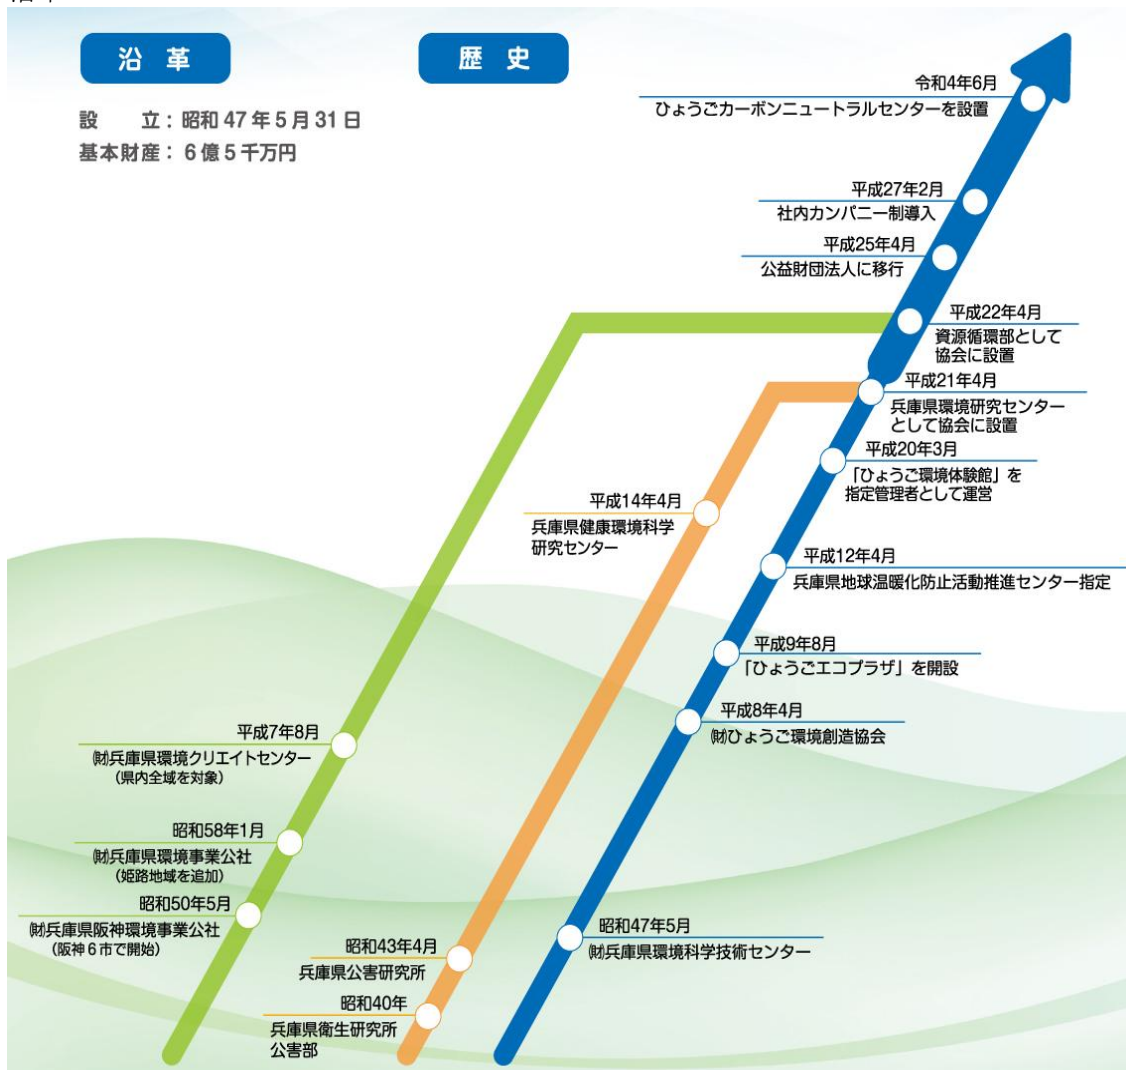 沿革
歴史
設立：昭和47年5月31日
基本財産：6億5千万円
令和4年6月
ひょうごカーボンニュートラルセンターを設置
平成27年2月
社内カンパニー制導入
平成25年4月
公益財団法人に移行
平成22年4月
資源循環部として
協会に設置
平成21年4月
兵庫県環境研究センター
として協会に設置
平成20年3月
「ひょうご環境体験館」を
指定管理者として運営
平成14年4月
兵庫県健康環境科学
研究センター
平成12年4月
兵庫県地球温暖化防止活動推進センター指定
平成9年8月
「ひょうごエコプラザ」を開設
平成8年4月
㈶ひょうご環境創造協会
平成7年8月
㈶兵庫県環境クリエイトセンター
（県内全域を対象）
昭和58年1月
㈶兵庫県環境事業公社
（姫路地域を追加）
昭和50年5月
㈶兵庫県阪神環境事業公社
（阪神6市で開始）
昭和47年5月
㈶兵庫県環境科学技術センター
昭和43年4月
兵庫県公害研究所
昭和40年
兵庫県衛生研究所
公害部